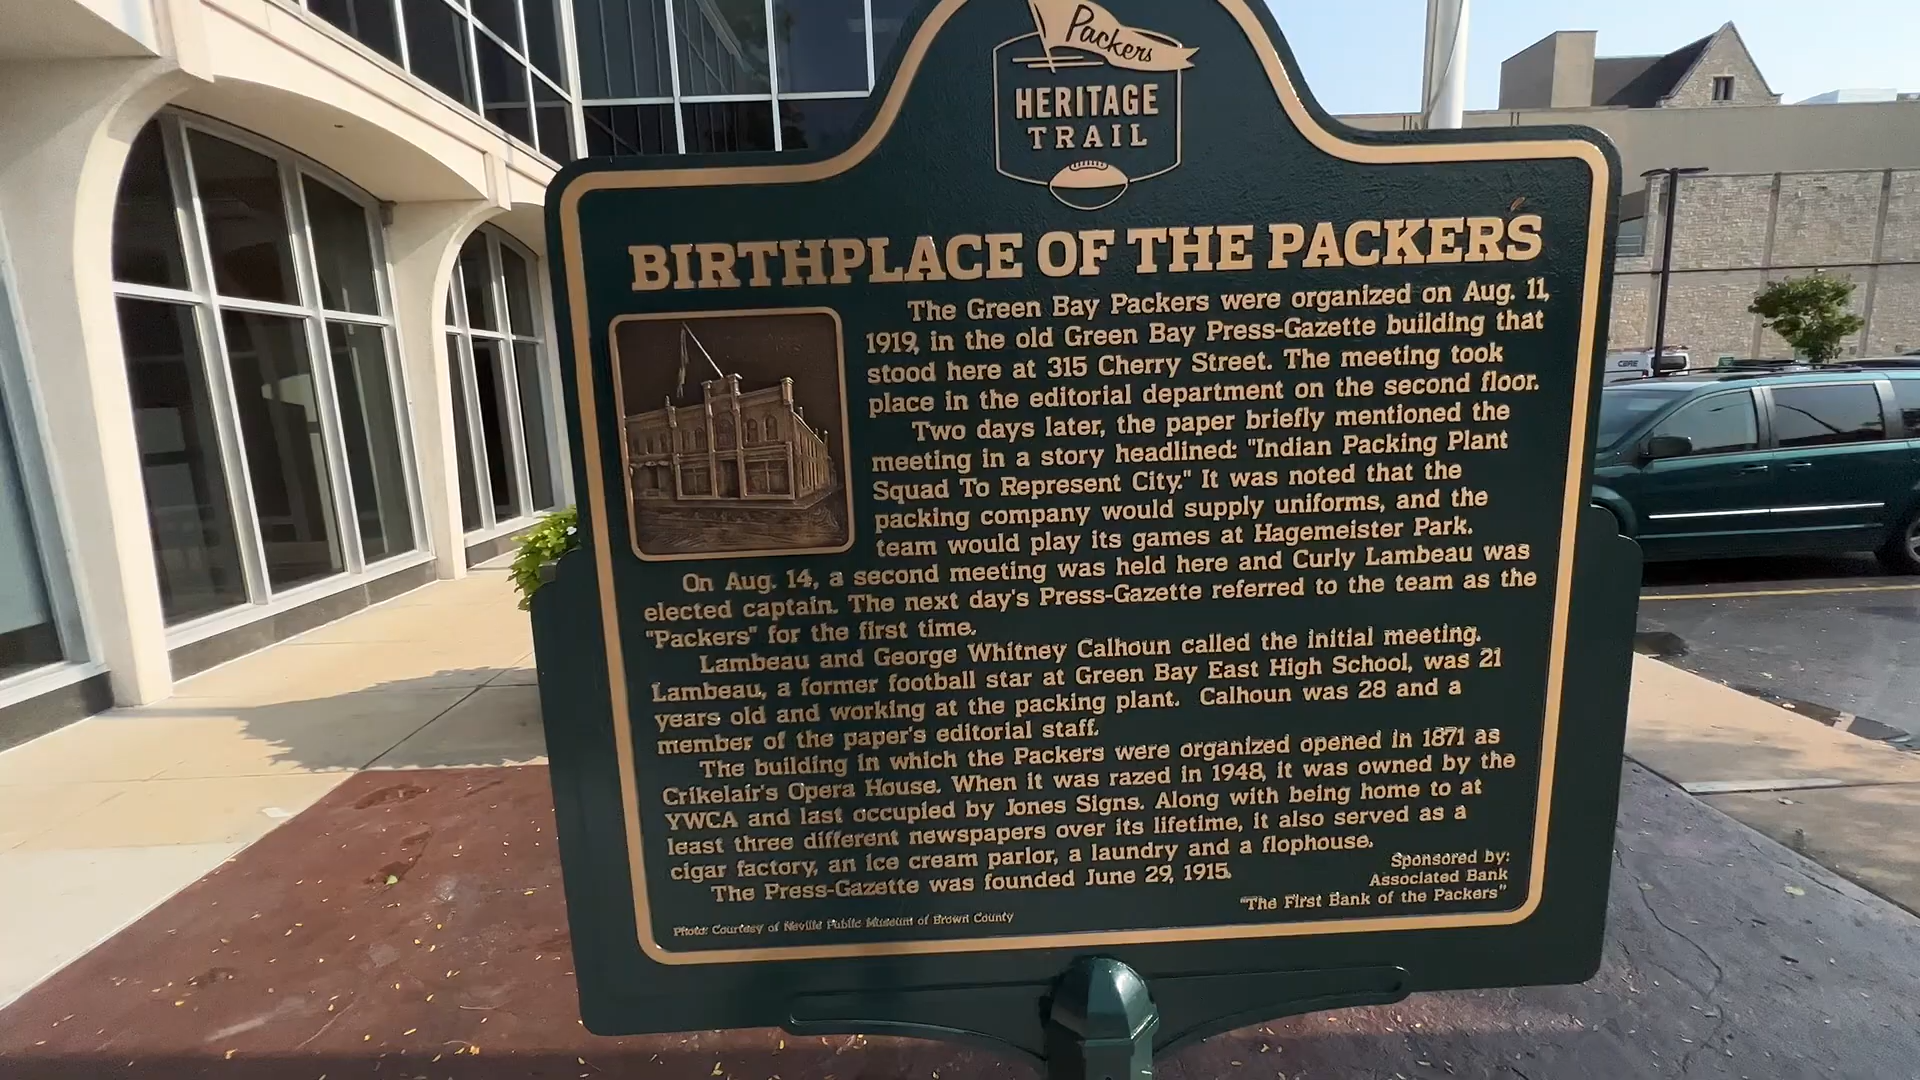 Packers
HERITAGE
TRAIL
BIRTHPLACE OF THE PACKERS
The Green Bay Packers were organized on Aug. 11,
1919, in the old Green Bay Press-Gazette building that
stood here at 315 Cherry Street. The meeting took
place in the editorial department on the second floor.
Two days later, the paper briefly mentioned the
meeting in a story headlined: "Indian Packing Plant
Squad To Represent City." It was noted that the
packing company would supply uniforms, and the
team would play its games at Hagemeister Park.
On Aug. 14, a second meeting was held here and Curly Lambeau was
elected captain. The next day's Press-Gazette referred to the team as the
"Packers" for the first time.
Lambeau and George Whitney Calhoun called the initial meeting.
Lambeau, a former football star at Green Bay East High School, was 21
years old and working at the packing plant. Calhoun was 28 and a
member of the paper's editorial staff.
The building in which the Packers were organized opened in 1871 as
Crikelair's Opera House. When it was razed in 1948, it was owned by the
YWCA and last occupied by Jones Signs. Along with being home to at
least three different newspapers over its lifetime, it also served as a
cigar factory, an ice cream parlor, a laundry and a flophouse.
The Press-Gazette was founded June 29, 1915.
Sponsored by:
Associated Bank
"The First Bank of the Packers"
Photo: Courtesy of Neville Public Museum of Brown County